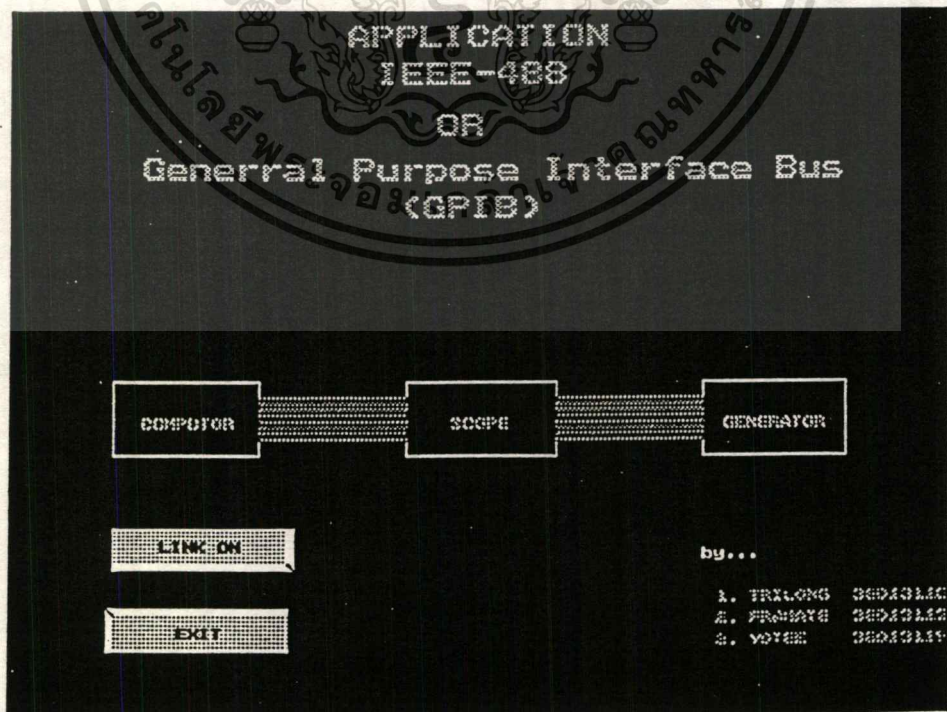 APPLICATION
IEEE-488
OR
Generral Purpose Interface Bus
(GPIB)
COMPUTOR
SCOPE
GENERATOR
LINK ON
EXIT
by...
1. TRILONG
2.
3. YOTEE